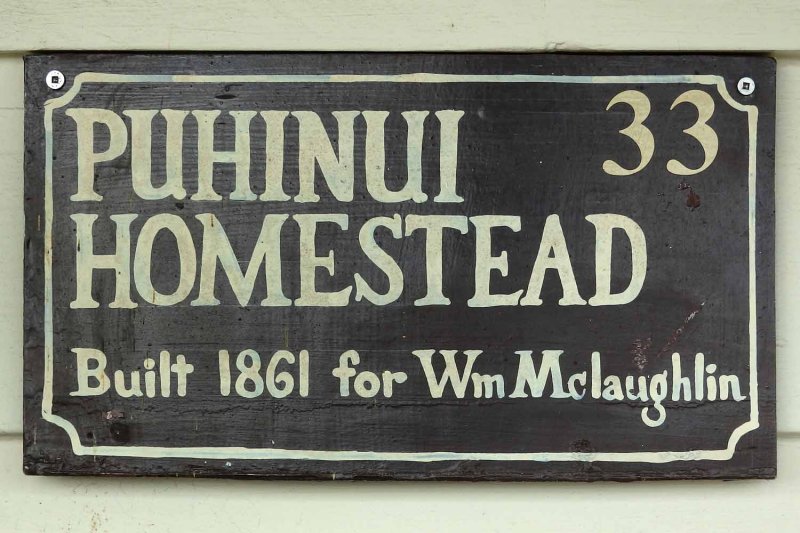 PUHINUI 33
HOMESTEAD
Built 1861 for Wm Mclaughlin